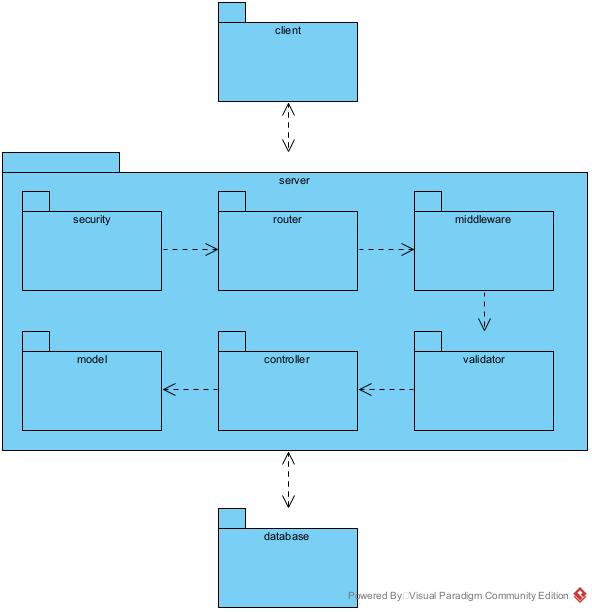 client
server
security
router
middleware
model
controller
validator
database
Powered By Visual Paradigm Community Edition